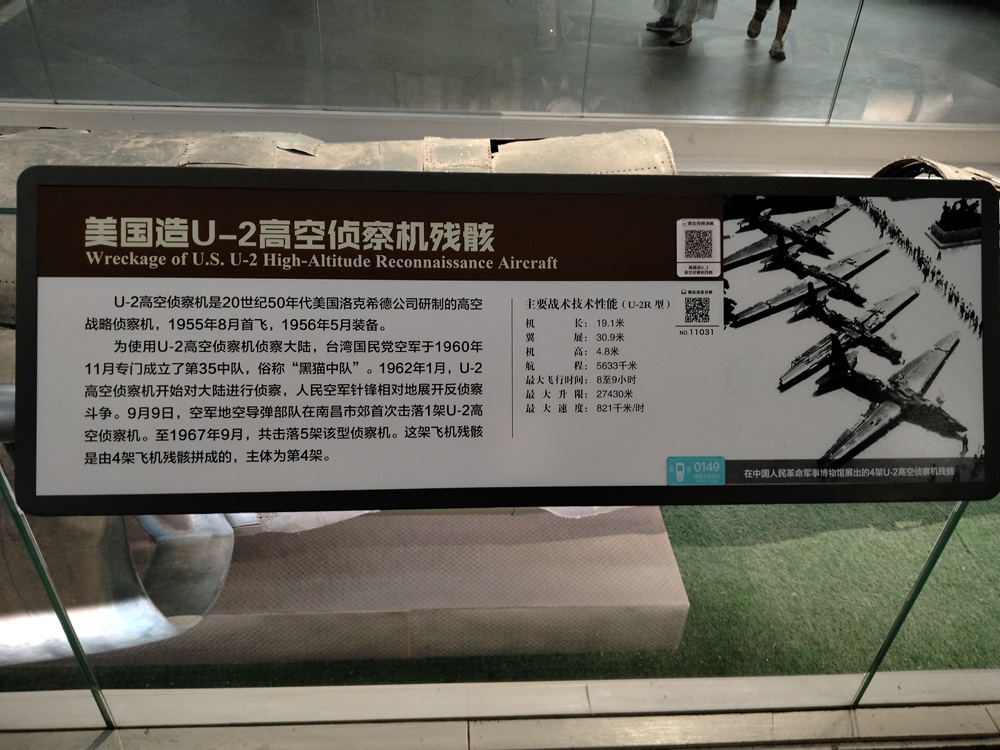 美国造U-2高空侦察机残骸
Wreckage of U.S. U-2 High-Altitude Reconnaissance Aircraft
U-2高空侦察机是20世纪50年代美国洛克希德公司研制的高空
战略侦察机，1955年8月首飞，1956年5月装备。
为使用U-2高空侦察机侦察大陆，台湾国民党空军于1960年
11月专门成立了第35中队，俗称“黑猫中队”。1962年1月，U-2
高空侦察机开始对大陆进行侦察，人民空军针锋相对地展开反侦察
斗争。9月9日，空军地空导弹部队在南昌市郊首次击落1架U-2高
空侦察机。至1967年9月，共击落5架该型侦察机。这架飞机残骸
是由4架飞机残骸拼成的，主体为第4架。
主要战术技术性能（U-2R 型）
机长：19.1米
翼展：30.9米
机高：4.8米
航程：5633千米
最大飞行时间：8至9小时
最大升限：27430米
最大速度：821千米/时
美国造U_2
高空侦察机残骸
NO.11031
0149
在中国人民革命军事博物馆展出的4架U-2高空侦察机残骸